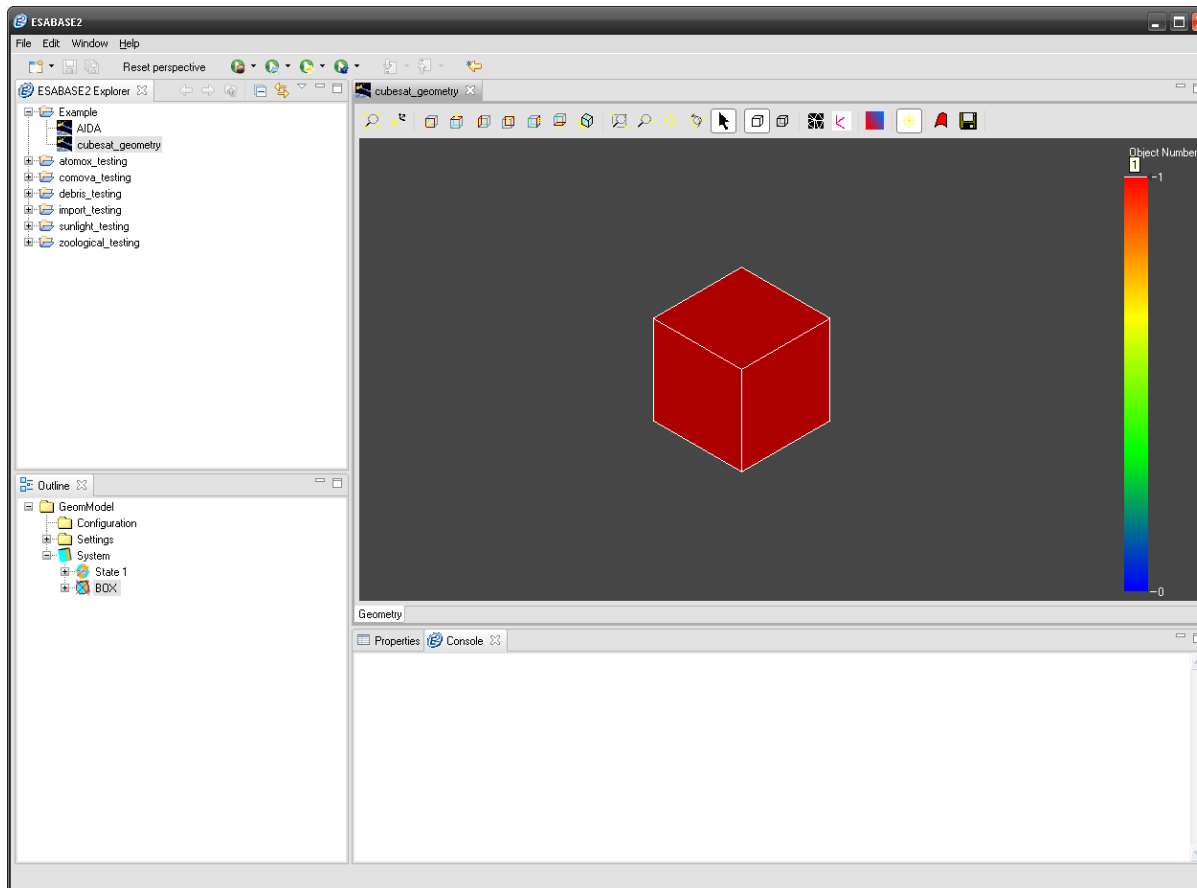 ESABASE2
File Edit Window Help
Reset perspective
ESABASE2 Explorer
Example
AIDA
cubesat_geometry
atomox_testing
comova_testing
debris_testing
import_testing
sunlight_testing
zoological_testing
cubesat_geometry
Object Number
1
-1
-0
Geometry
Outline
GeomModel
Configuration
Settings
System
State 1
BOX
Properties Console